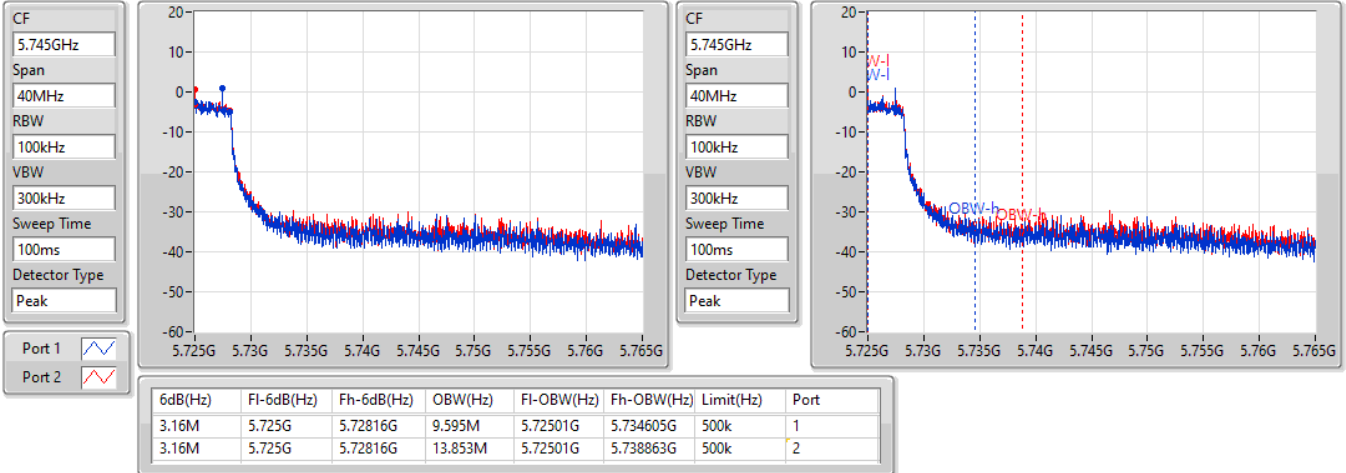 CF
5.745GHz
Span
40MHz
RBW
100kHz
VBW
300kHz
Sweep Time
100ms
Detector Type
Peak
Port 1
Port 2
20
10
0
-10
-20
-30
-40
-50
-60
5.725G 5.73G 5.735G 5.74G 5.745G 5.75G 5.755G 5.76G 5.765G
CF
5.745GHz
Span
40MHz
RBW
100kHz
VBW
300kHz
Sweep Time
100ms
Detector Type
Peak
20
10
0
-10
-20
-30
-40
-50
-60
W-l
W-l
OBW-h
OBW-h
5.725G 5.73G 5.735G 5.74G 5.745G 5.75G 5.755G 5.76G 5.765G
6dB(Hz) Fl-6dB(Hz) Fh-6dB(Hz) OBW(Hz) Fl-OBW(Hz) Fh-OBW(Hz) Limit(Hz) Port
3.16M 5.725G 5.72816G 9.595M 5.72501G 5.734605G 500k 1
3.16M 5.725G 5.72816G 13.853M 5.72501G 5.738863G 500k 2